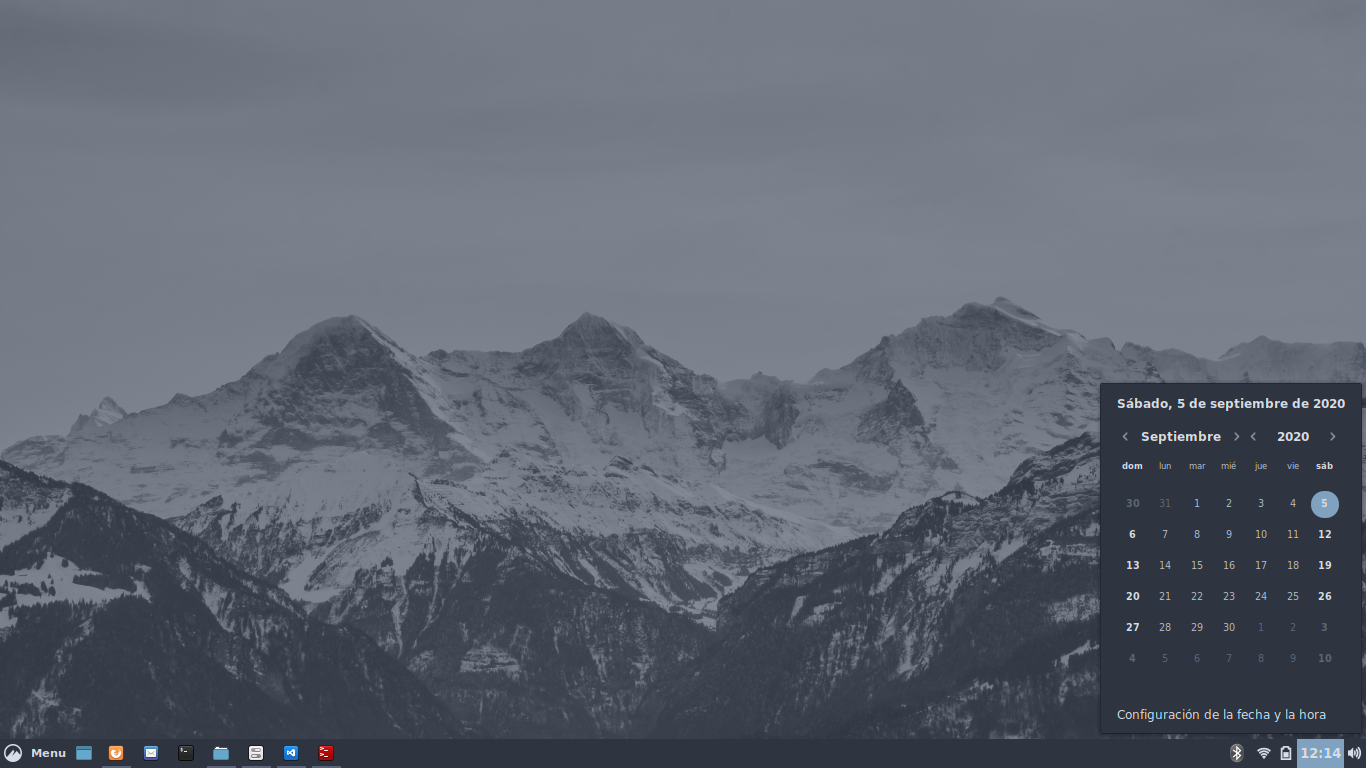 Sábado, 5 de septiembre de 2020
Septiembre 2020
dom lun mar mié jue vie sáb
30 31 1 2 3 4 5
6 7 8 9 10 11 12
13 14 15 16 17 18 19
20 21 22 23 24 25 26
27 28 29 30 1 2 3
4 5 6 7 8 9 10
Configuración de la fecha y la hora
Menu 12:14